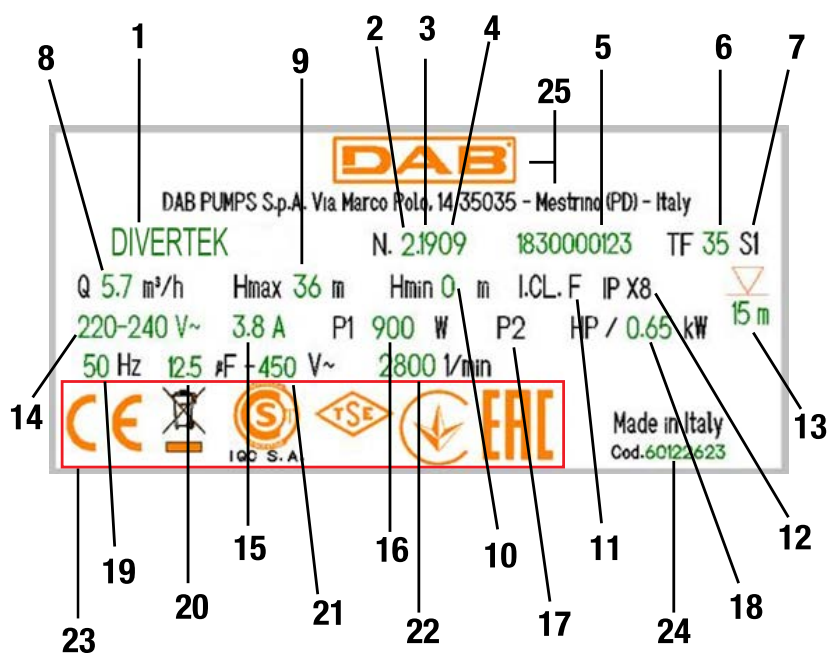 1 2 3 4 5 6 7
8 9 25
DAB
DAB PUMPS S.p.A. Via Marco Polo, 14 35035 - Mestrino (PD) - Italy
DIVERTEK N. 2.1909 1830000123 TF 35 S1
Q 5.7 m³/h Hmax 36 m Hmin 0 m I.CL. F IP X8
220-240 V~ 3.8 A P1 900 W P2 HP / 0.65 kW 15 m
50 Hz 12.5 µF - 450 V~ 2800 1/min
CE TSE EAC
IQC S.A.
Made in Italy
Cod.60122623
14 13
19 20 15 21 16 22 10 17 11 18 12
23 24